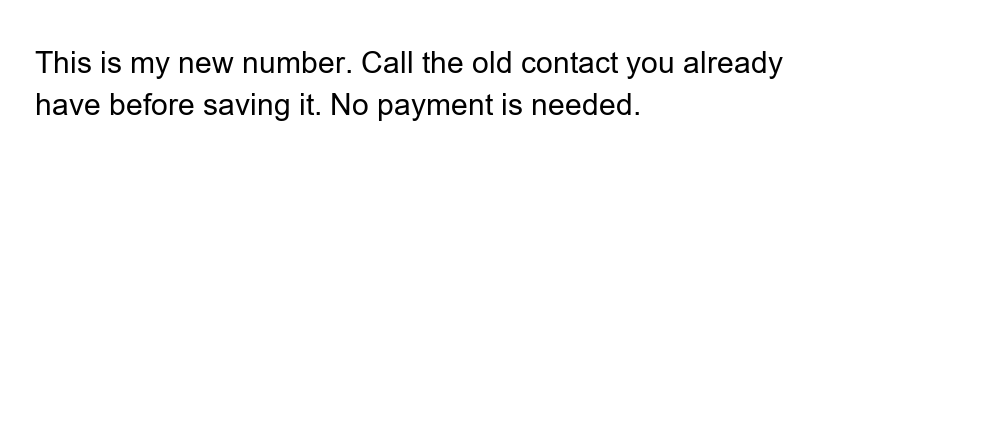 This is my new number. Call the old contact you already
have before saving it. No payment is needed.